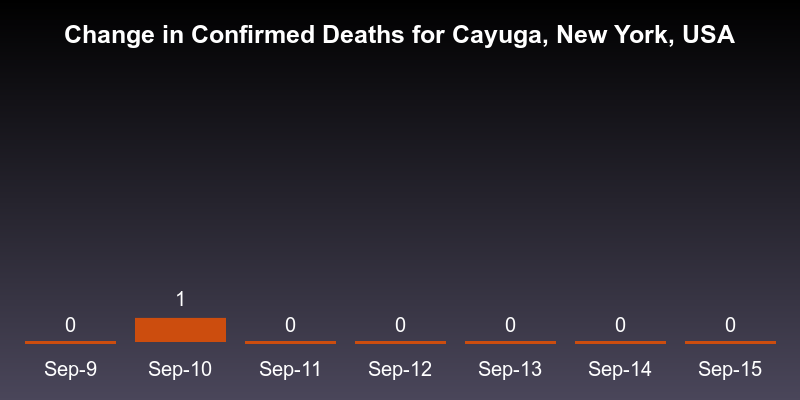 Change in Confirmed Deaths for Cayuga, New York, USA
0 1 0 0 0 0 0
Sep-9 Sep-10 Sep-11 Sep-12 Sep-13 Sep-14 Sep-15